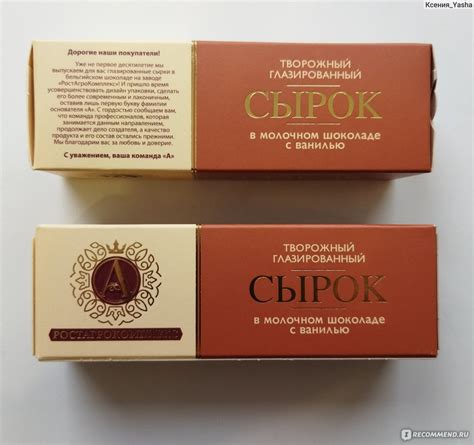 Ксения_Yasha
Дорогие наши покупатели!
Уже не первое десятилетие мы
выпускаем для вас глазированные сырки в
бельгийском шоколаде на заводе
«РостАгроКомплекс»! И пришло время
усовершенствовать дизайн упаковки, сделать
его более современным и лаконичным,
оставив лишь первую букву фамилии
основателя «А». С гордостью сообщаем вам,
что команда профессионалов, которая
занимается данным направлением,
продолжает дело создателя, а качество
продукта и его состав остались прежними.
Мы благодарим вас за любовь и доверие.
С уважением, ваша команда «А»
ТВОРОЖНЫЙ
ГЛАЗИРОВАННЫЙ
СЫРОК
В МОЛОЧНОМ ШОКОЛАДЕ
С ВАНИЛЬЮ
А
РОСТАГРОКОМПЛЕКС
ТВОРОЖНЫЙ
ГЛАЗИРОВАННЫЙ
СЫРОК
В МОЛОЧНОМ ШОКОЛАДЕ
С ВАНИЛЬЮ
IRECOMMEND.RU